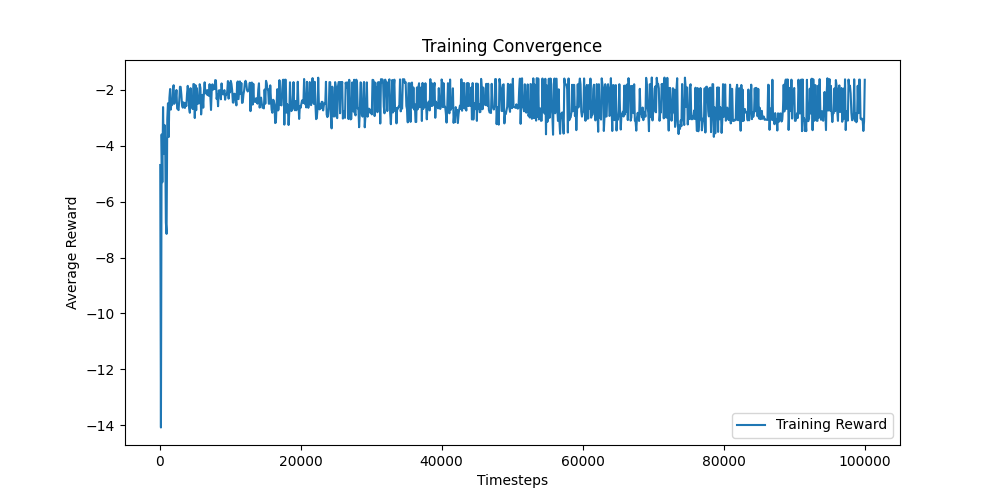 Training Convergence
Average Reward
−2
−4
−6
−8
−10
−12
−14
Training Reward
0 20000 40000 60000 80000 100000
Timesteps